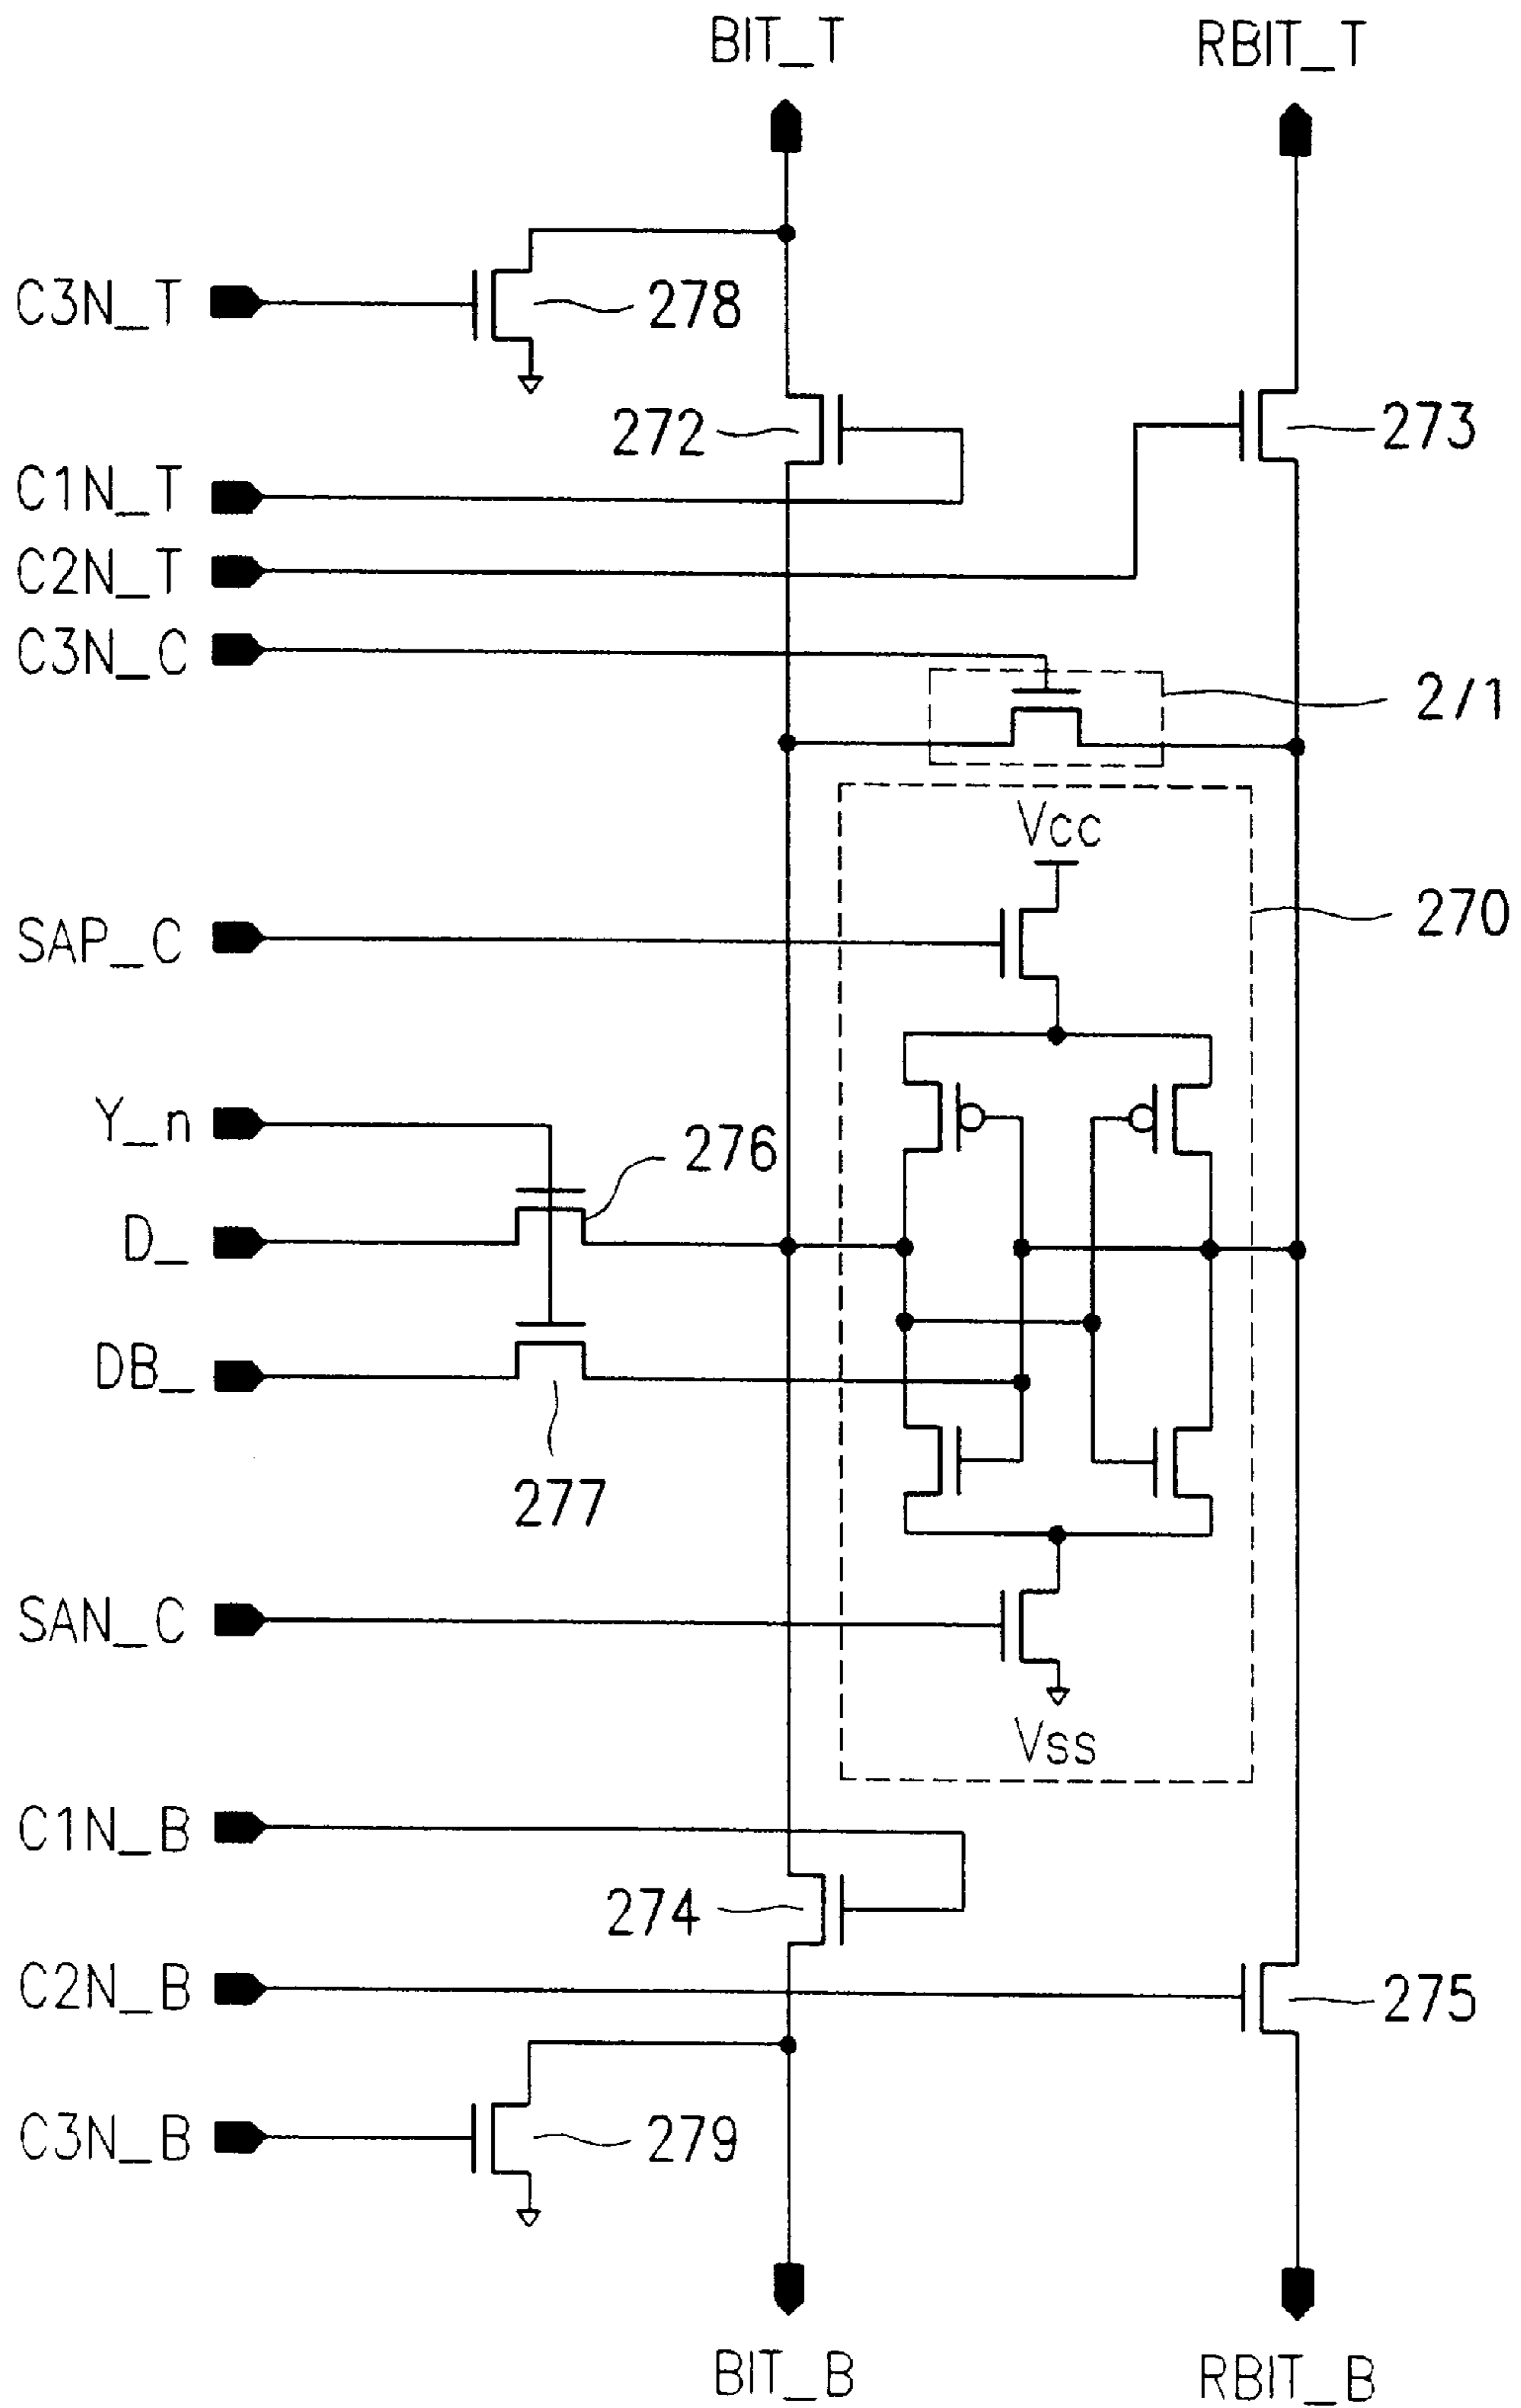 BIT_T
RBIT_T
C3N_T
278
272
273
C1N_T
C2N_T
C3N_C
2/1
Vcc
SAP_C
270
Y_n
276
D_
DB_
277
SAN_C
Vss
C1N_B
274
C2N_B
275
C3N_B
279
BIT_B
RBIT_B